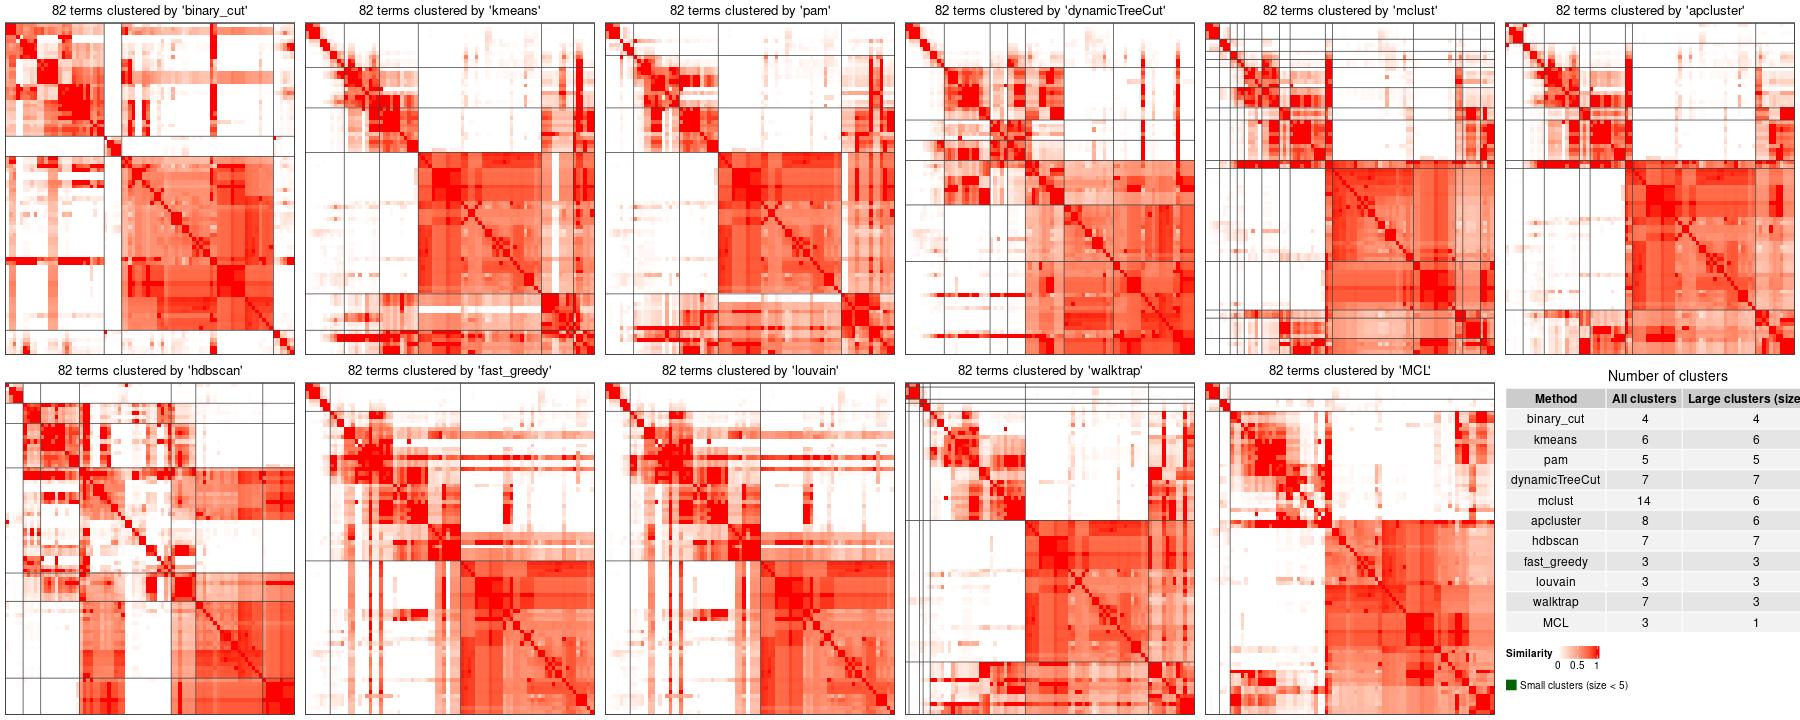 82 terms clustered by 'binary_cut'
82 terms clustered by 'kmeans'
82 terms clustered by 'pam'
82 terms clustered by 'dynamicTreeCut'
82 terms clustered by 'mclust'
82 terms clustered by 'apcluster'
82 terms clustered by 'hdbscan'
82 terms clustered by 'fast_greedy'
82 terms clustered by 'louvain'
82 terms clustered by 'walktrap'
82 terms clustered by 'MCL'
Number of clusters
Method All clusters Large clusters (size
binary_cut 4 4
kmeans 6 6
pam 5 5
dynamicTreeCut 7 7
mclust 14 6
apcluster 8 6
hdbscan 7 7
fast_greedy 3 3
louvain 3 3
walktrap 7 3
MCL 3 1
Similarity
0 0.5 1
Small clusters (size < 5)